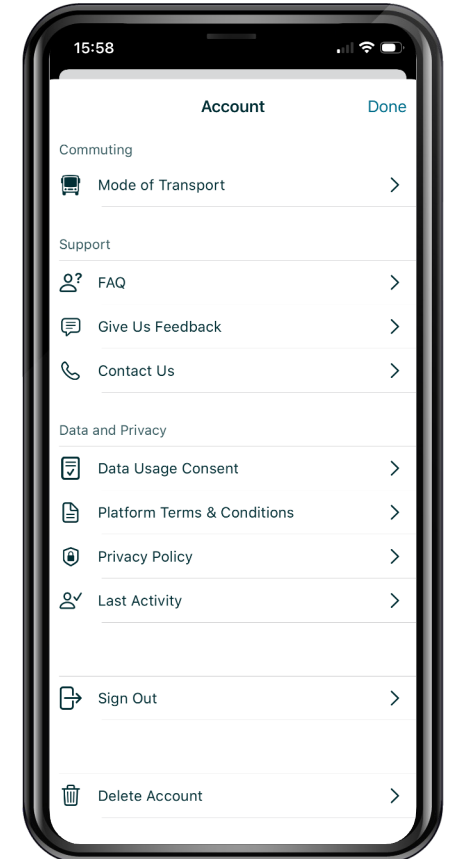 15:58
Account
Done
Commuting
Mode of Transport
Support
FAQ
Give Us Feedback
Contact Us
Data and Privacy
Data Usage Consent
Platform Terms & Conditions
Privacy Policy
Last Activity
Sign Out
Delete Account